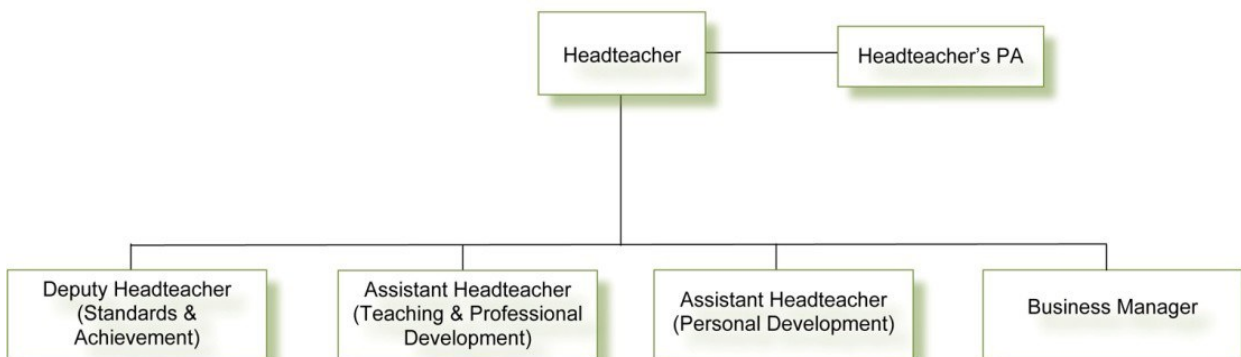 Headteacher
Headteacher’s PA
Deputy Headteacher
(Standards &
Achievement)
Assistant Headteacher
(Teaching & Professional
Development)
Assistant Headteacher
(Personal Development)
Business Manager